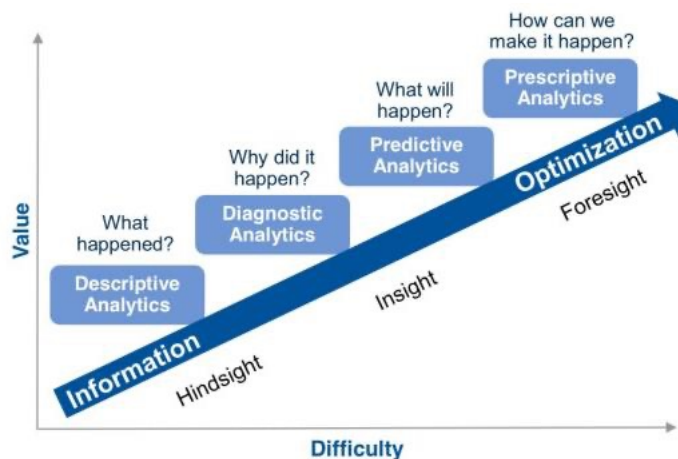 How can we
make it happen?
Prescriptive
Analytics
What will
happen?
Predictive
Analytics
Why did it
happen?
Diagnostic
Analytics
What
happened?
Descriptive
Analytics
Value
Information
Optimization
Hindsight
Insight
Foresight
Difficulty